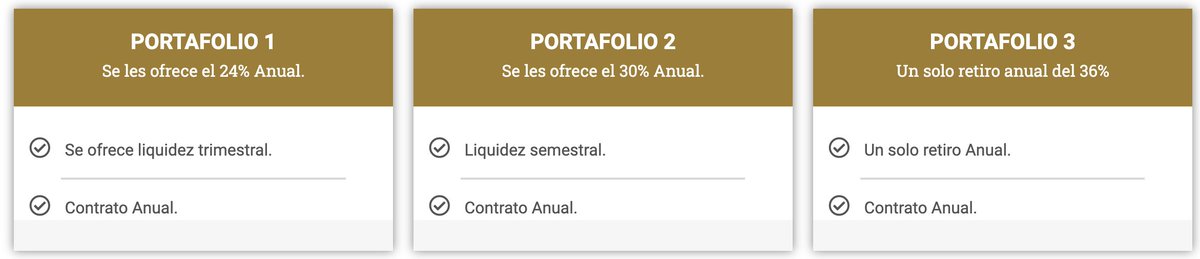 PORTAFOLIO 1
Se les ofrece el 24% Anual.
Se ofrece liquidez trimestral.
Contrato Anual.
PORTAFOLIO 2
Se les ofrece el 30% Anual.
Liquidez semestral.
Contrato Anual.
PORTAFOLIO 3
Un solo retiro anual del 36%
Un solo retiro Anual.
Contrato Anual.